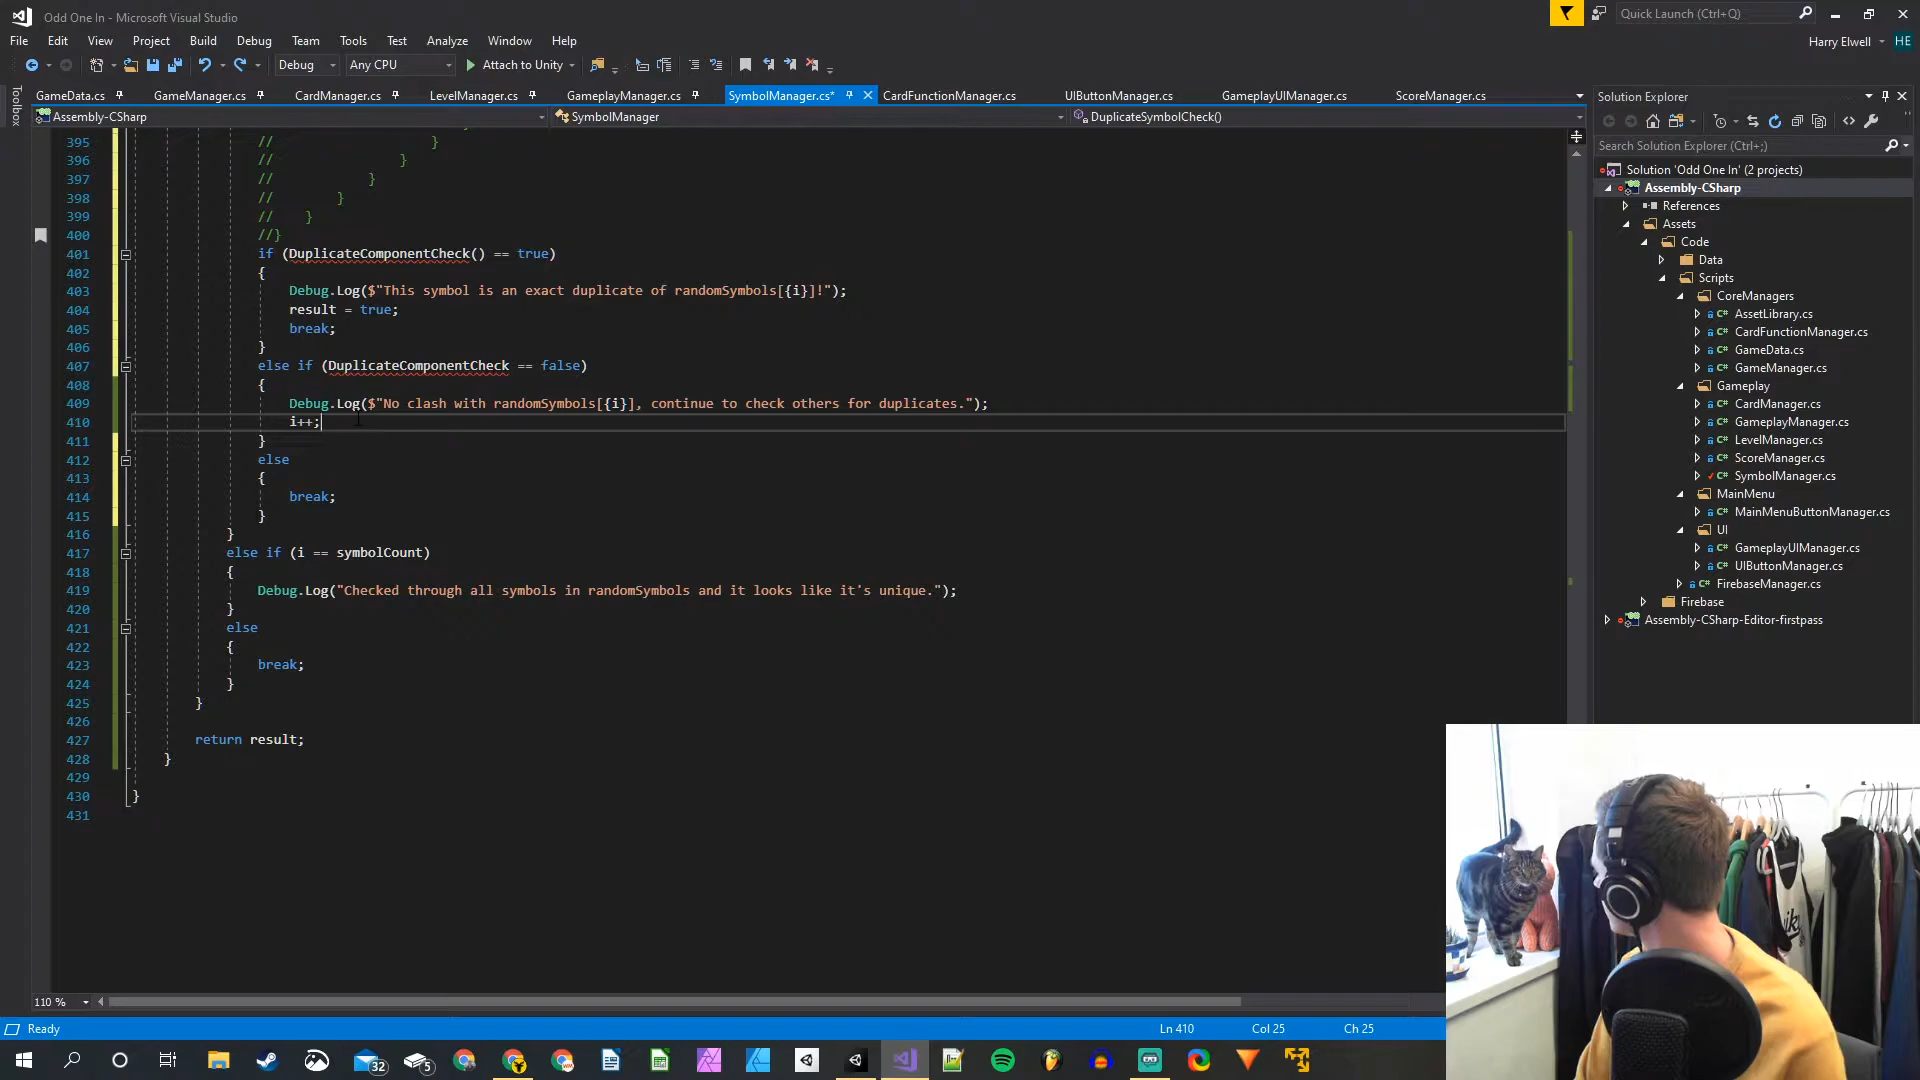 Odd One In - Microsoft Visual Studio
Quick Launch (Ctrl+Q)
File Edit View Project Build Debug Team Tools Test Analyze Window Help
Harry Elwell HE
Debug Any CPU Attach to Unity
Toolbox
GameData.cs GameManager.cs CardManager.cs LevelManager.cs GameplayManager.cs SymbolManager.cs* CardFunctionManager.cs UIButtonManager.cs GameplayUIManager.cs ScoreManager.cs
Assembly-CSharp SymbolManager DuplicateSymbolCheck()
395 // }
396 // }
397 // }
398 // }
399 // }
400 //}
401 if (DuplicateComponentCheck() == true)
402 {
403 Debug.Log($"This symbol is an exact duplicate of randomSymbols[{i}]!");
404 result = true;
405 break;
406 }
407 else if (DuplicateComponentCheck == false)
408 {
409 Debug.Log($"No clash with randomSymbols[{i}], continue to check others for duplicates.");
410 i++;
411 }
412 else
413 {
414 break;
415 }
416 }
417 else if (i == symbolCount)
418 {
419 Debug.Log("Checked through all symbols in randomSymbols and it looks like it's unique.");
420 }
421 else
422 {
423 break;
424 }
425 }
426
427 return result;
428 }
429
430 }
431
Solution Explorer
Search Solution Explorer (Ctrl+;)
Solution 'Odd One In' (2 projects)
Assembly-CSharp
References
Assets
Code
Data
Scripts
CoreManagers
C# AssetLibrary.cs
C# CardFunctionManager.cs
C# GameData.cs
C# GameManager.cs
Gameplay
C# CardManager.cs
C# GameplayManager.cs
C# LevelManager.cs
C# ScoreManager.cs
C# SymbolManager.cs
MainMenu
C# MainMenuButtonManager.cs
UI
C# GameplayUIManager.cs
C# UIButtonManager.cs
C# FirebaseManager.cs
Firebase
Assembly-CSharp-Editor-firstpass
110 %
Ready Ln 410 Col 25 Ch 25
32 5